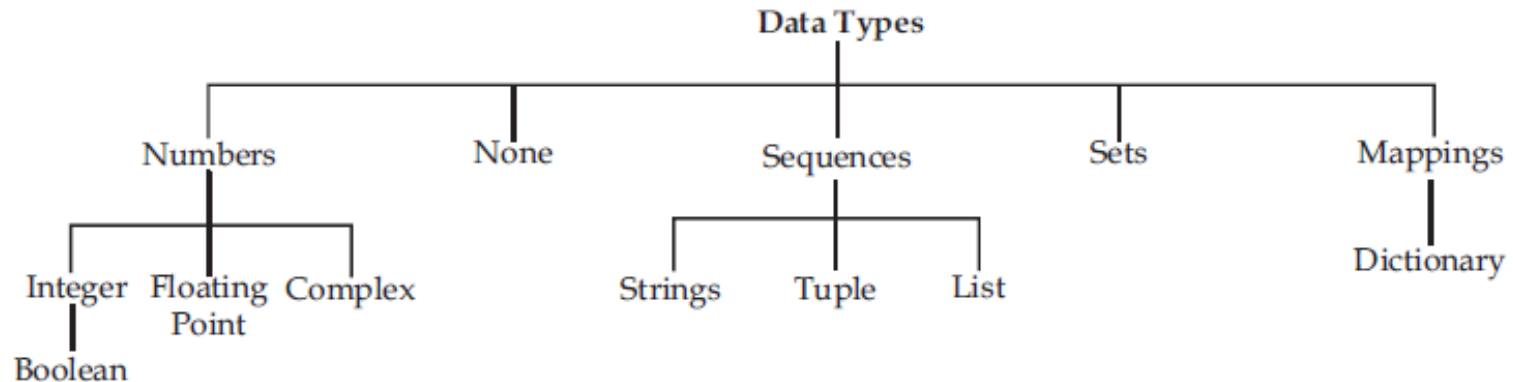 Data Types
Numbers None Sequences Sets Mappings
Dictionary
Integer Floating Point Complex Strings Tuple List
Boolean